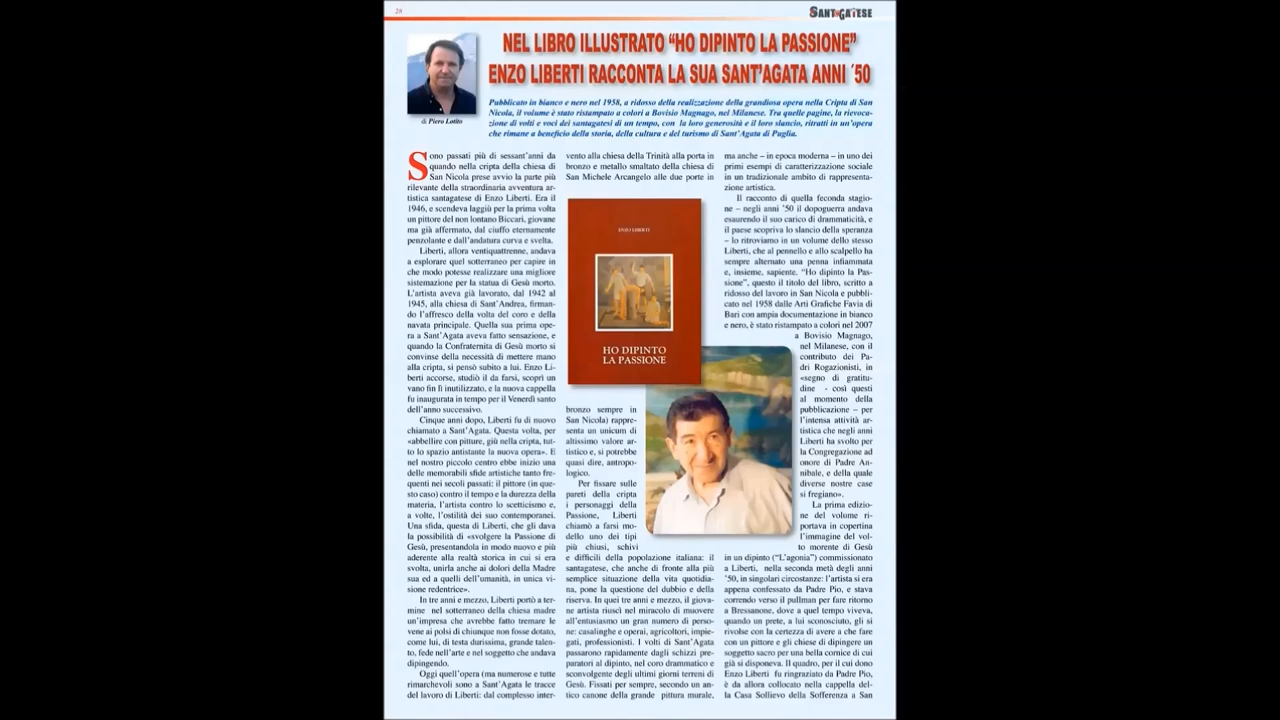 28
SANTAGATESE
NEL LIBRO ILLUSTRATO “HO DIPINTO LA PASSIONE”
ENZO LIBERTI RACCONTA LA SUA SANT’AGATA ANNI ´50
Pubblicato in bianco e nero nel 1958, a ridosso della realizzazione della grandiosa opera nella Cripta di San
Nicola, il volume è stato ristampato a colori a Bovisio Magnago, nel Milanese. Tra quelle pagine, la rievoca-
zione di volti e voci dei santagatesi di un tempo, con la loro generosità e il loro slancio, ritratti in un’opera
che rimane a beneficio della storia, della cultura e del turismo di Sant’Agata di Puglia.
di Piero Lotito
Sono passati più di sessant’anni da
quando nella cripta della chiesa di
San Nicola prese avvio la parte più
rilevante della straordinaria avventura ar-
tistica santagatese di Enzo Liberti. Era il
1946, e scendeva laggiù per la prima volta
un pittore del non lontano Biccari, giovane
ma già affermato, dal ciuffo eternamente
penzolante e dall’andatura curva e svelta.
Liberti, allora ventiquattrenne, andava
a esplorare quel sotterraneo per capire in
che modo potesse realizzare una migliore
sistemazione per la statua di Gesù morto.
L’artista aveva già lavorato, dal 1942 al
1945, alla chiesa di Sant’Andrea, firman-
do l’affresco della volta del coro e della
navata principale. Quella sua prima ope-
ra a Sant’Agata aveva fatto sensazione, e
quando la Confraternita di Gesù morto si
convinse della necessità di mettere mano
alla cripta, si pensò subito a lui. Enzo Li-
berti accorse, studiò il da farsi, scoprì un
vano fin lì inutilizzato, e la nuova cappella
fu inaugurata in tempo per il Venerdì santo
dell’anno successivo.
Cinque anni dopo, Liberti fu di nuovo
chiamato a Sant’Agata. Questa volta, per
«abbellire con pitture, giù nella cripta, tut-
to lo spazio antistante la nuova opera». E
nel nostro piccolo centro ebbe inizio una
delle memorabili sfide artistiche tanto fre-
quenti nei secoli passati: il pittore (in que-
sto caso) contro il tempo e la durezza della
materia, l’artista contro lo scetticismo e,
a volte, l’ostilità dei suo contemporanei.
Una sfida, questa di Liberti, che gli dava
la possibilità di «svolgere la Passione di
Gesù, presentandola in modo nuovo e più
aderente alla realtà storica in cui si era
svolta, unirla anche ai dolori della Madre
sua ed a quelli dell’umanità, in unica vi-
sione redentrice».
In tre anni e mezzo, Liberti portò a ter-
mine nel sotterraneo della chiesa madre
un’impresa che avrebbe fatto tremare le
vene ai polsi di chiunque non fosse dotato,
come lui, di testa durissima, grande talen-
to, fede nell’arte e nel soggetto che andava
dipingendo.
Oggi quell’opera (ma numerose e tutte
rimarchevoli sono a Sant’Agata le tracce
del lavoro di Liberti: dal complesso inter-
vento alla chiesa della Trinità alla porta in
bronzo e metallo smaltato della chiesa di
San Michele Arcangelo alle due porte in
ENZO LIBERTI
HO DIPINTO
LA PASSIONE
bronzo sempre in
San Nicola) rappre-
senta un unicum di
altissimo valore ar-
tistico e, si potrebbe
quasi dire, antropo-
logico.
Per fissare sulle
pareti della cripta
i personaggi della
Passione, Liberti
chiamò a farsi mo-
dello uno dei tipi
più chiusi, schivi
e difficili della popolazione italiana: il
santagatese, che anche di fronte alla più
semplice situazione della vita quotidia-
na, pone la questione del dubbio e della
riserva. In quei tre anni e mezzo, il giova-
ne artista riuscì nel miracolo di muovere
all’entusiasmo un gran numero di perso-
ne: casalinghe e operai, agricoltori, impie-
gati, professionisti. I volti di Sant’Agata
passarono rapidamente dagli schizzi pre-
paratori al dipinto, nel coro drammatico e
sconvolgente degli ultimi giorni terreni di
Gesù. Fissati per sempre, secondo un an-
tico canone della grande pittura murale,
ma anche – in epoca moderna – in uno dei
primi esempi di caratterizzazione sociale
in un tradizionale ambito di rappresenta-
zione artistica.
Il racconto di quella feconda stagio-
ne – negli anni ’50 il dopoguerra andava
esaurendo il suo carico di drammaticità, e
il paese scopriva lo slancio della speranza
– lo ritroviamo in un volume dello stesso
Liberti, che al pennello e allo scalpello ha
sempre alternato una penna infiammata
e, insieme, sapiente. “Ho dipinto la Pas-
sione”, questo il titolo del libro, scritto a
ridosso del lavoro in San Nicola e pubbli-
cato nel 1958 dalle Arti Grafiche Favia di
Bari con ampia documentazione in bianco
e nero, è stato ristampato a colori nel 2007
a Bovisio Magnago,
nel Milanese, con il
contributo dei Pa-
dri Rogazionisti, in
«segno di gratitu-
dine - così questi
al momento della
pubblicazione – per
l’intensa attività ar-
tistica che negli anni
Liberti ha svolto per
la Congregazione ad
onore di Padre An-
nibale, e della quale
diverse nostre case
si fregiano».
La prima edizio-
ne del volume ri-
portava in copertina
l’immagine del vol-
to morente di Gesù
in un dipinto (“L’agonia”) commissionato
a Liberti, nella seconda metà degli anni
’50, in singolari circostanze: l’artista si era
appena confessato da Padre Pio, e stava
correndo verso il pullman per fare ritorno
a Bressanone, dove a quel tempo viveva,
quando un prete, a lui sconosciuto, gli si
rivolse con la certezza di avere a che fare
con un pittore e gli chiese di dipingere un
soggetto sacro per una bella cornice di cui
già si disponeva. Il quadro, per il cui dono
Enzo Liberti fu ringraziato da Padre Pio,
è da allora collocato nella cappella del-
la Casa Sollievo della Sofferenza a San